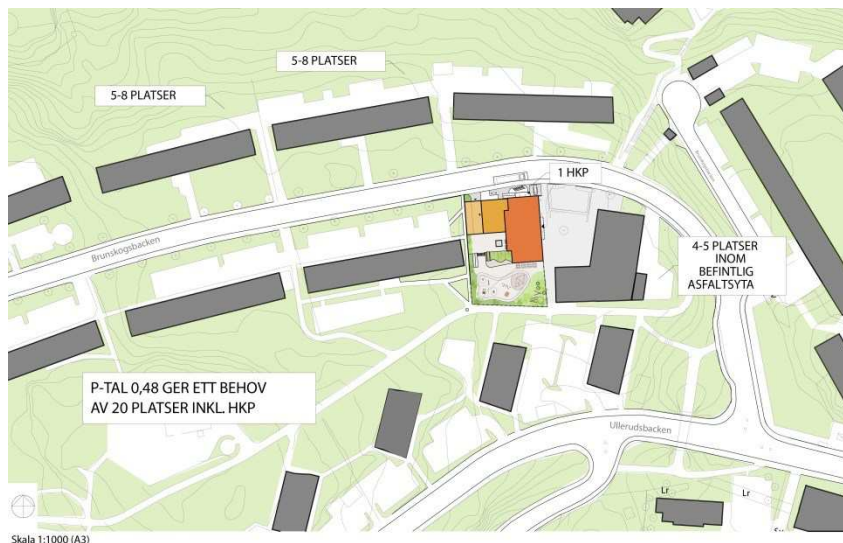 5-8 PLATSER
5-8 PLATSER
1 HKP
Brunskogsbacken
Brunskogsbacken
4-5 PLATSER
INOM
BEFINTLIG
ASFALTSYTA
P-TAL 0,48 GER ETT BEHOV
AV 20 PLATSER INKL. HKP
Ullerudsbacken
Lr
Lr
Skala 1:1000 (A3)